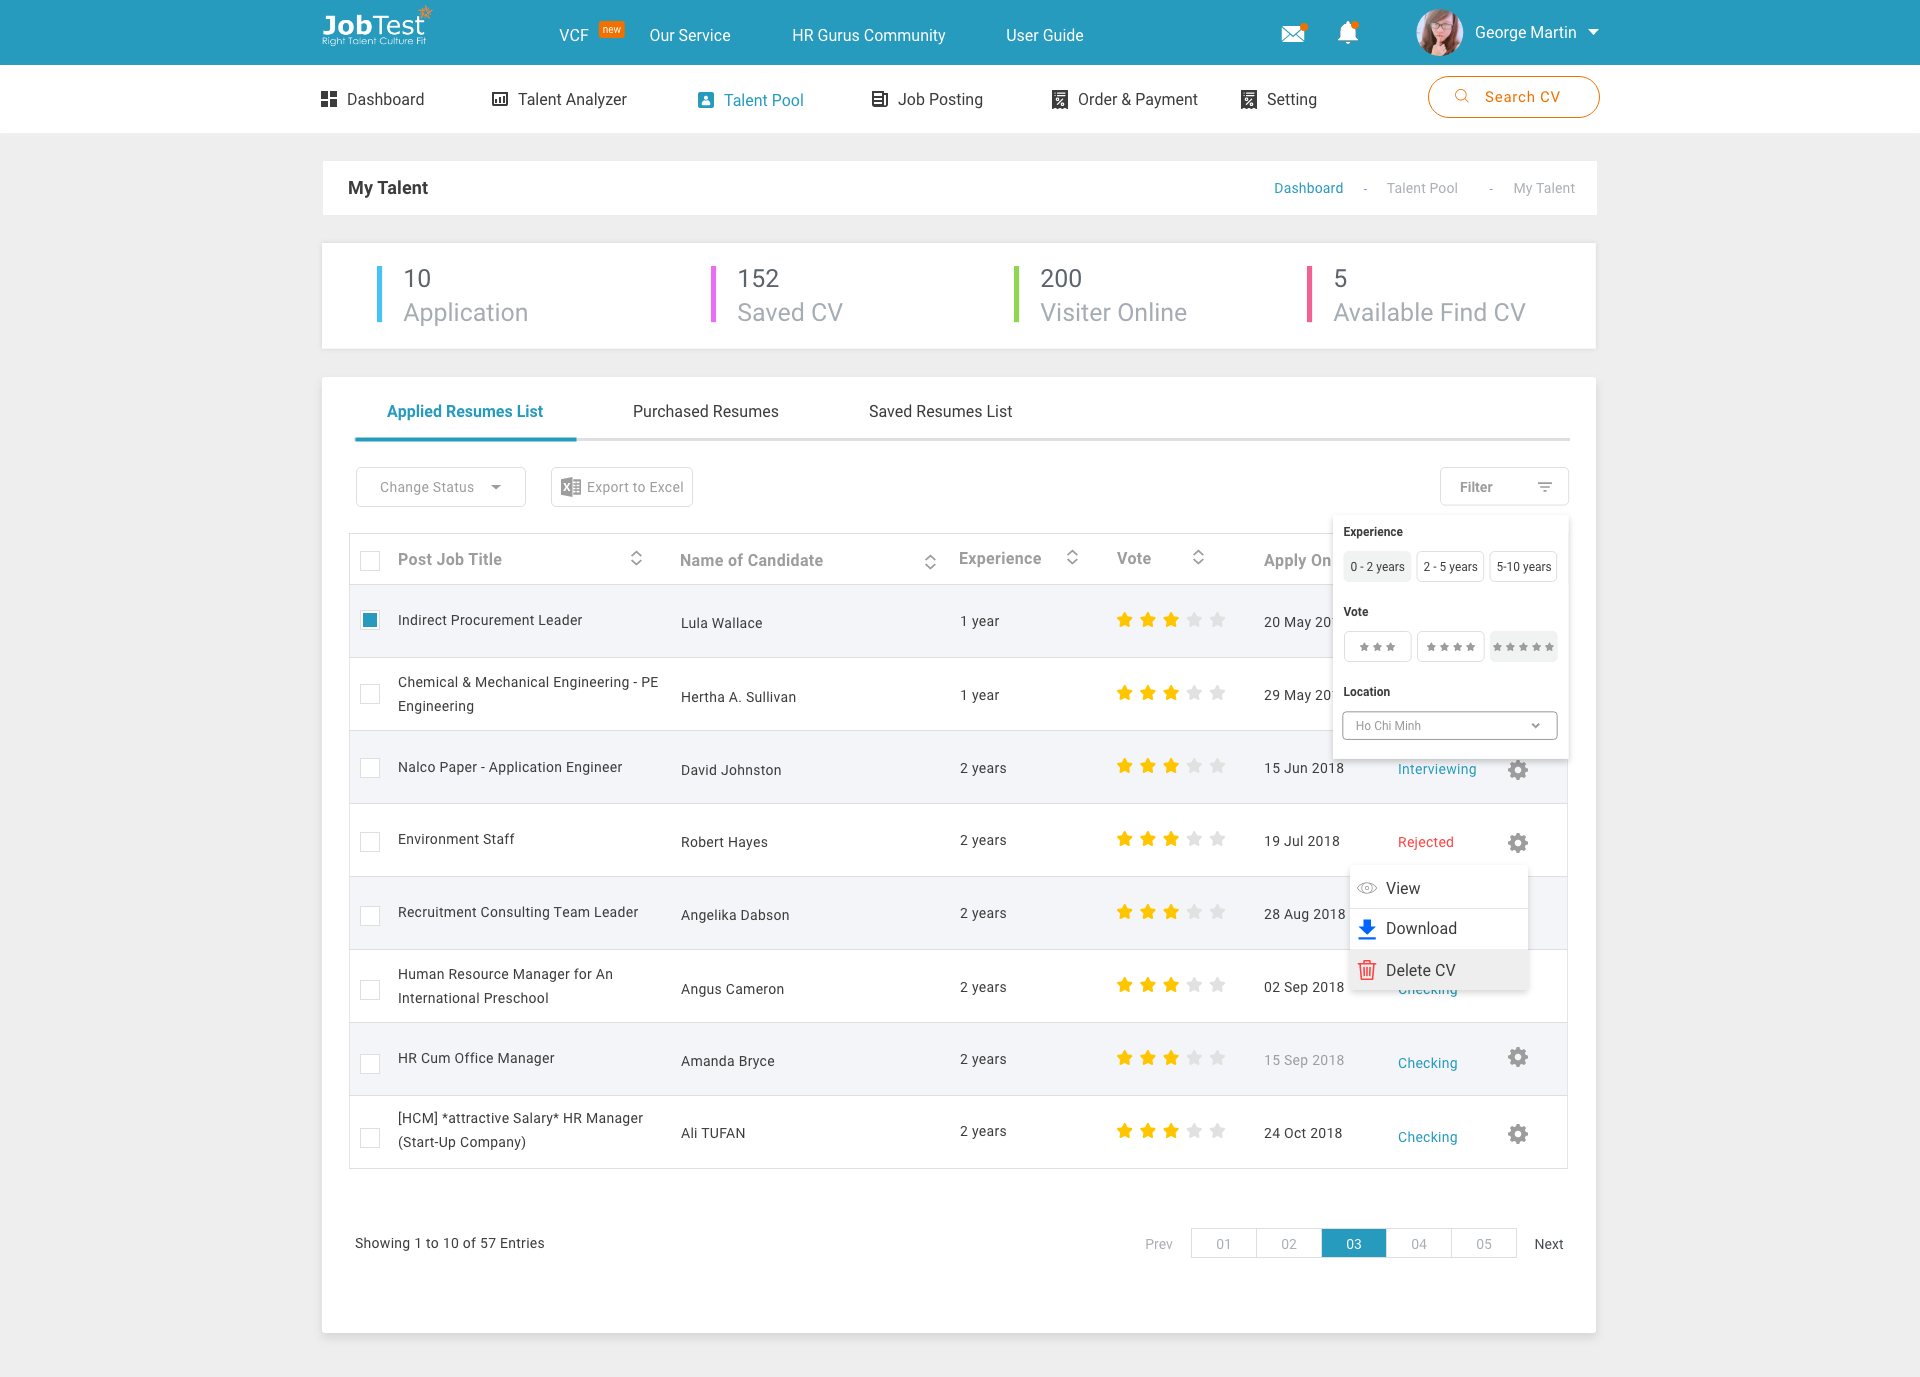 JobTest
Right Talent Culture Fit
VCF new
Our Service
HR Gurus Community
User Guide
George Martin
Dashboard
Talent Analyzer
Talent Pool
Job Posting
Order & Payment
Setting
Search CV
My Talent
Dashboard - Talent Pool - My Talent
10
Application
152
Saved CV
200
Visiter Online
5
Available Find CV
Applied Resumes List
Purchased Resumes
Saved Resumes List
Change Status
Export to Excel
Filter
Experience
0 - 2 years
2 - 5 years
5-10 years
Vote
Location
Ho Chi Minh
Post Job Title
Name of Candidate
Experience
Vote
Apply On
Indirect Procurement Leader
Lula Wallace
1 year
20 May 20
Chemical & Mechanical Engineering - PE
Engineering
Hertha A. Sullivan
1 year
29 May 20
Nalco Paper - Application Engineer
David Johnston
2 years
15 Jun 2018
Interviewing
Environment Staff
Robert Hayes
2 years
19 Jul 2018
Rejected
View
Download
Delete CV
Recruitment Consulting Team Leader
Angelika Dabson
2 years
28 Aug 2018
Human Resource Manager for An
International Preschool
Angus Cameron
2 years
02 Sep 2018
Checking
HR Cum Office Manager
Amanda Bryce
2 years
15 Sep 2018
Checking
[HCM] *attractive Salary* HR Manager
(Start-Up Company)
Ali TUFAN
2 years
24 Oct 2018
Checking
Showing 1 to 10 of 57 Entries
Prev
01
02
03
04
05
Next